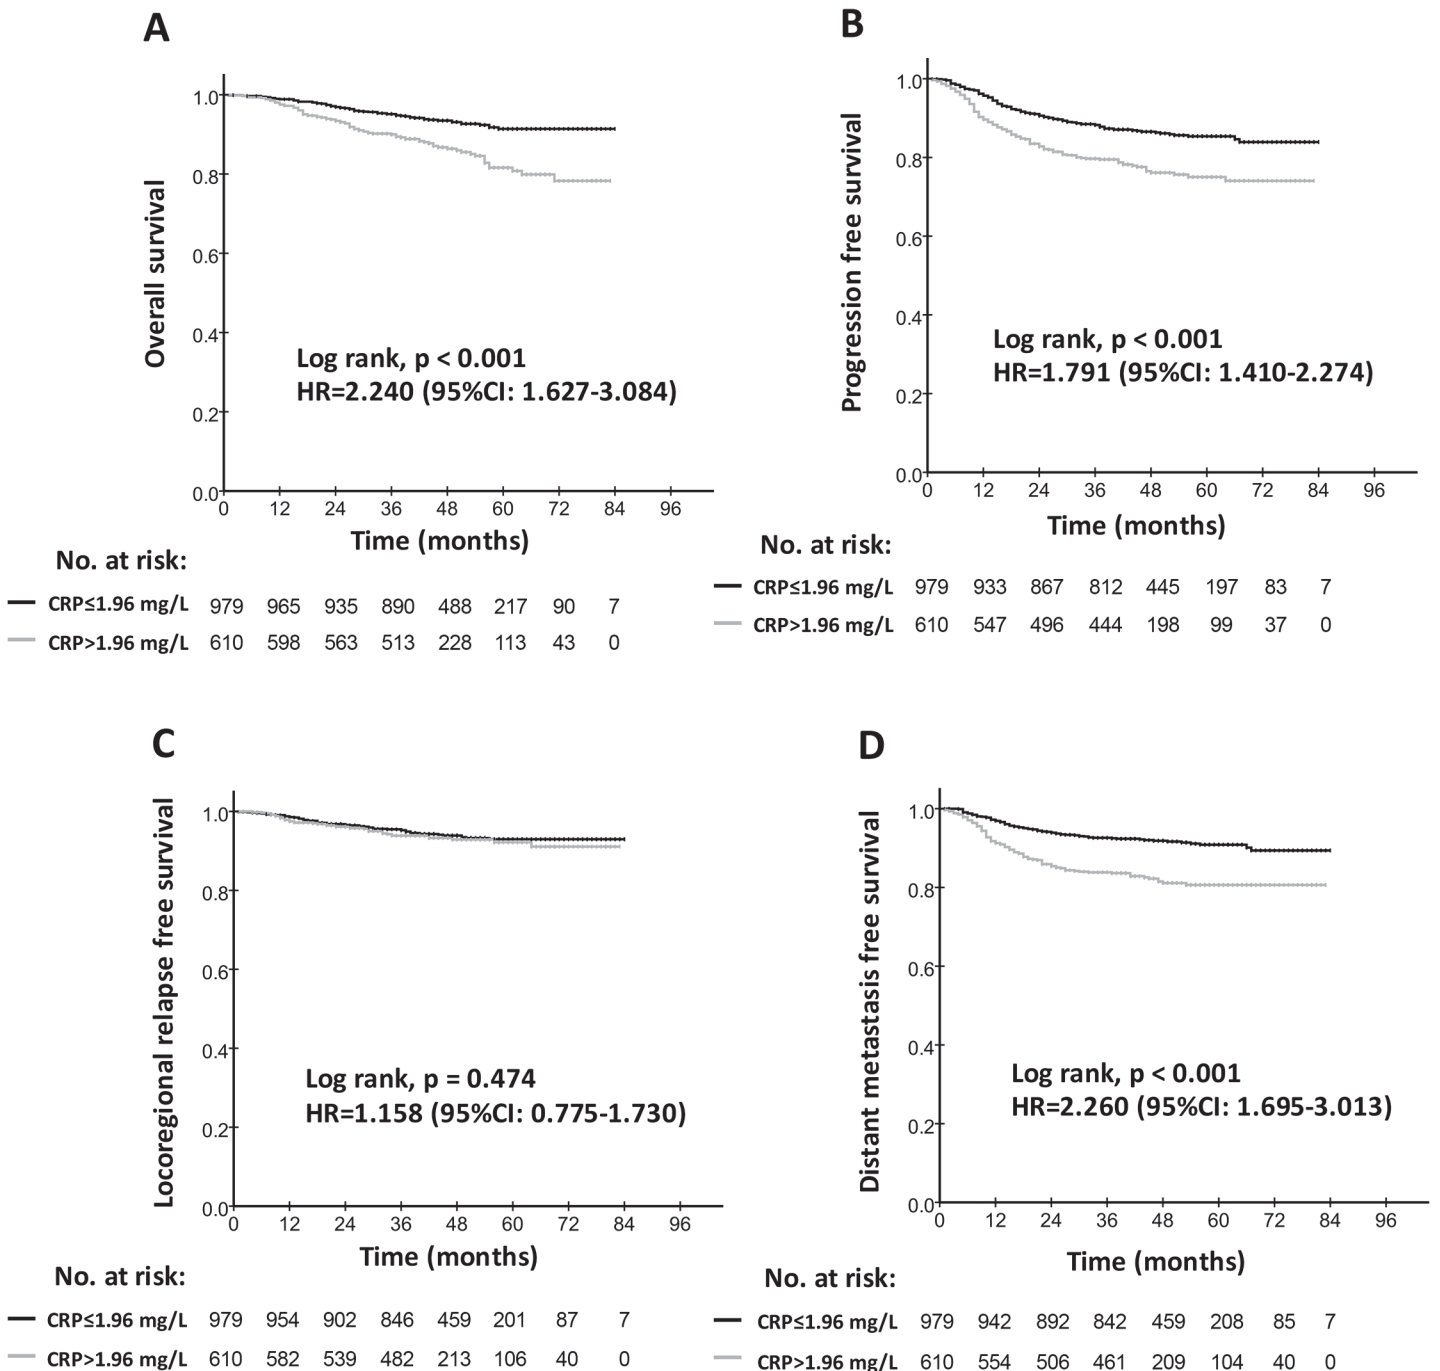 A
Overall survival
1.0
0.8
0.6
0.4
0.2
0.0
Log rank, p < 0.001
HR=2.240 (95%CI: 1.627-3.084)
0 12 24 36 48 60 72 84 96
Time (months)
No. at risk:
CRP≤1.96 mg/L 979 965 935 890 488 217 90 7
CRP>1.96 mg/L 610 598 563 513 228 113 43 0
B
Progression free survival
1.0
0.8
0.6
0.4
0.2
0.0
Log rank, p < 0.001
HR=1.791 (95%CI: 1.410-2.274)
0 12 24 36 48 60 72 84 96
Time (months)
No. at risk:
CRP≤1.96 mg/L 979 933 867 812 445 197 83 7
CRP>1.96 mg/L 610 547 496 444 198 99 37 0
C
Locoregional relapse free survival
1.0
0.8
0.6
0.4
0.2
0.0
Log rank, p = 0.474
HR=1.158 (95%CI: 0.775-1.730)
0 12 24 36 48 60 72 84 96
Time (months)
No. at risk:
CRP≤1.96 mg/L 979 954 902 846 459 201 87 7
CRP>1.96 mg/L 610 582 539 482 213 106 40 0
D
Distant metastasis free survival
1.0
0.8
0.6
0.4
0.2
0.0
Log rank, p < 0.001
HR=2.260 (95%CI: 1.695-3.013)
0 12 24 36 48 60 72 84 96
Time (months)
No. at risk:
CRP≤1.96 mg/L 979 942 892 842 459 208 85 7
CRP>1.96 mg/L 610 554 506 461 209 104 40 0